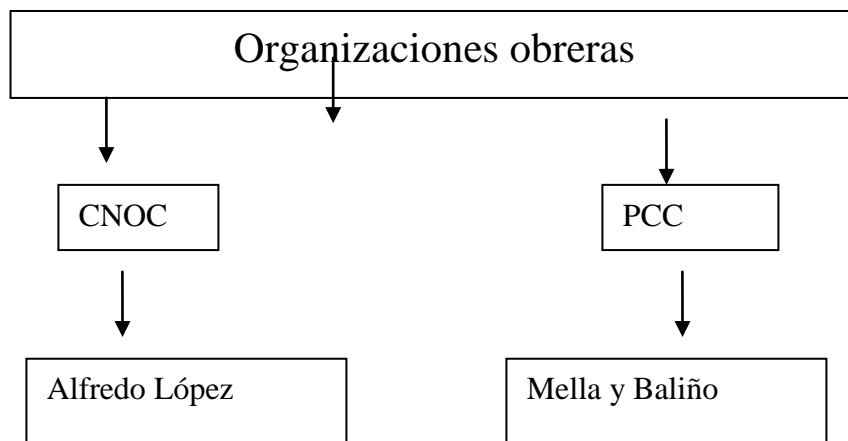 Organizaciones obreras
CNOC
PCC
Alfredo López
Mella y Baliño